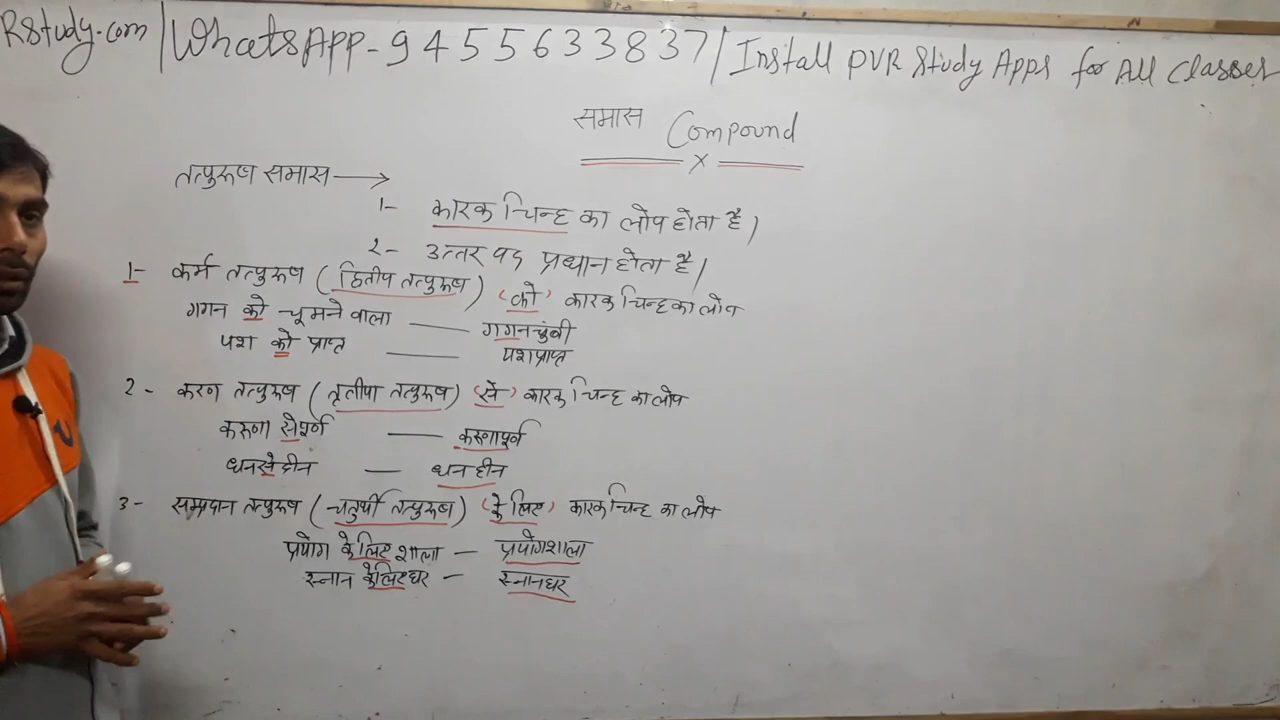 RStudy.com | WhatsApp - 9455633837 / Install PVR Study Apps for All Classes
समास Compound
x
तत्पुरूष समास →
1- कारक चिन्ह का लोप होता है।
2- उत्तर पद प्रधान होता है।
1- कर्म तत्पुरूष (द्वितीय तत्पुरूष) 'को' कारक चिन्ह का लोप
गगन को चूमने वाला — गगनचुंबी
यश को प्राप्त — यशप्राप्त
2- करण तत्पुरूष (तृतीया तत्पुरूष) 'से' कारक चिन्ह का लोप
करूणा से पूर्ण — करूणापूर्ण
धन से हीन — धनहीन
3- सम्प्रदान तत्पुरूष (चतुर्थी तत्पुरूष) 'के लिए' कारक चिन्ह का लोप
प्रयोग के लिए शाला — प्रयोगशाला
स्नान के लिए घर — स्नानघर